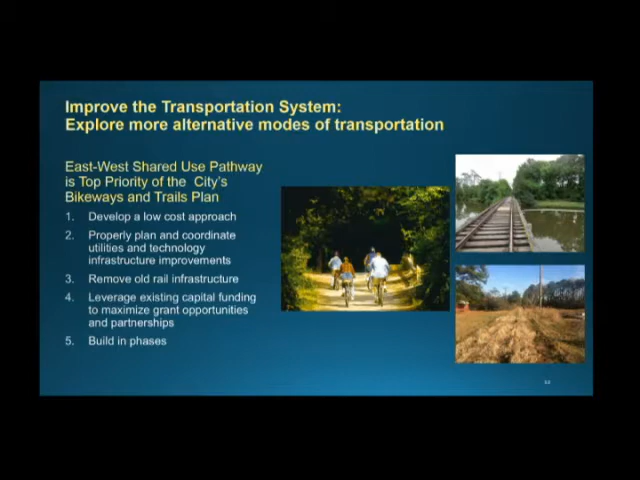 Improve the Transportation System:
Explore more alternative modes of transportation
East-West Shared Use Pathway
is Top Priority of the City's
Bikeways and Trails Plan
1. Develop a low cost approach
2. Properly plan and coordinate
utilities and technology
infrastructure improvements
3. Remove old rail infrastructure
4. Leverage existing capital funding
to maximize grant opportunities
and partnerships
5. Build in phases